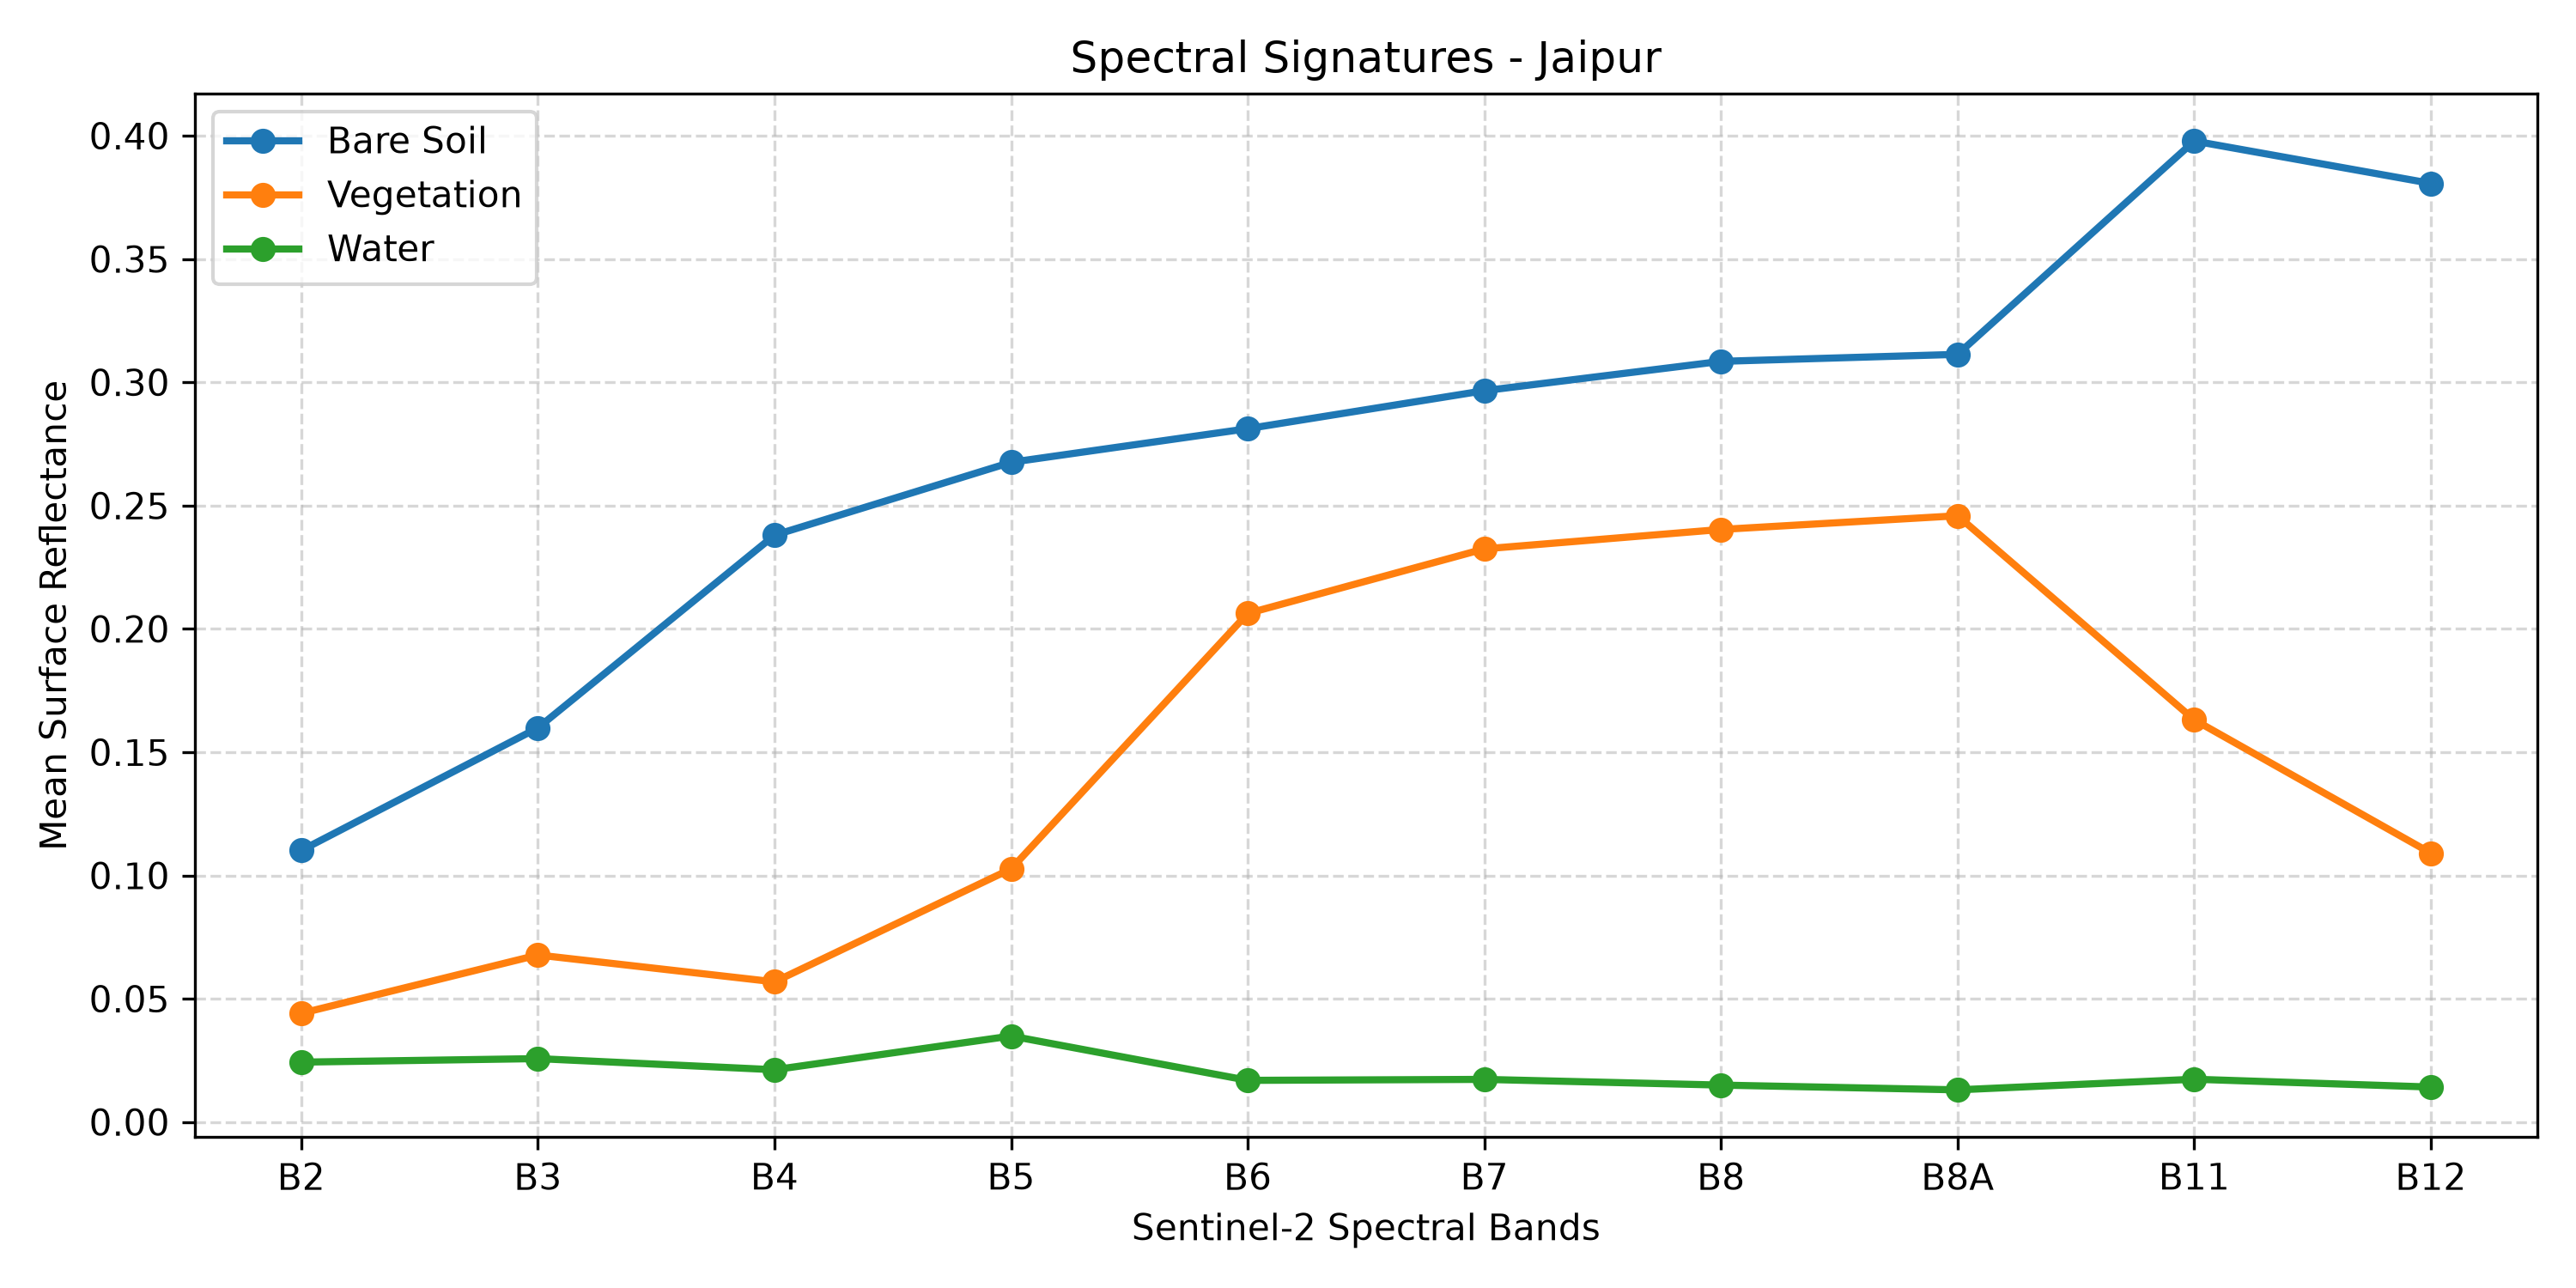 Spectral Signatures - Jaipur
Bare Soil
Vegetation
Water
Mean Surface Reflectance
0.40
0.35
0.30
0.25
0.20
0.15
0.10
0.05
0.00
B2 B3 B4 B5 B6 B7 B8 B8A B11 B12
Sentinel-2 Spectral Bands